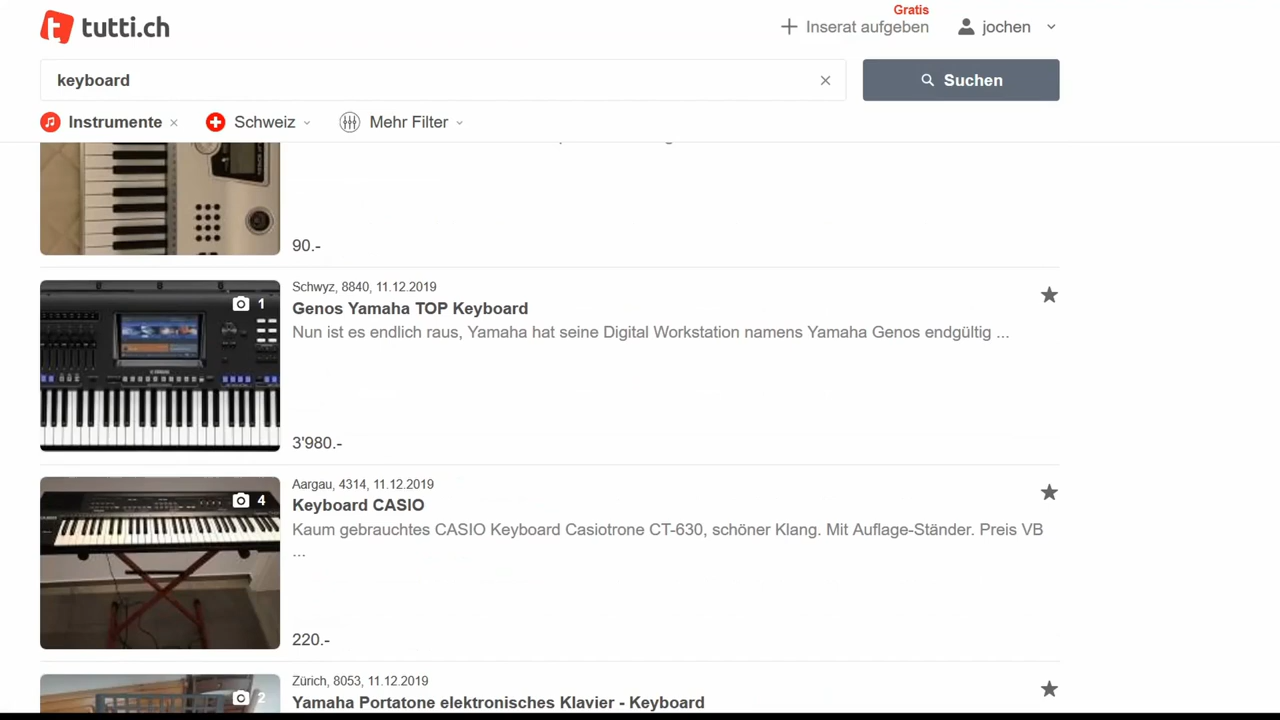 Gratis
tutti.ch
Inserat aufgeben
jochen
keyboard
Suchen
Instrumente
Schweiz
Mehr Filter
90.-
1
Schwyz, 8840, 11.12.2019
Genos Yamaha TOP Keyboard
Nun ist es endlich raus, Yamaha hat seine Digital Workstation namens Yamaha Genos endgültig ...
3'980.-
4
Aargau, 4314, 11.12.2019
Keyboard CASIO
Kaum gebrauchtes CASIO Keyboard Casiotrone CT-630, schöner Klang. Mit Auflage-Ständer. Preis VB
...
220.-
2
Zürich, 8053, 11.12.2019
Yamaha Portatone elektronisches Klavier - Keyboard